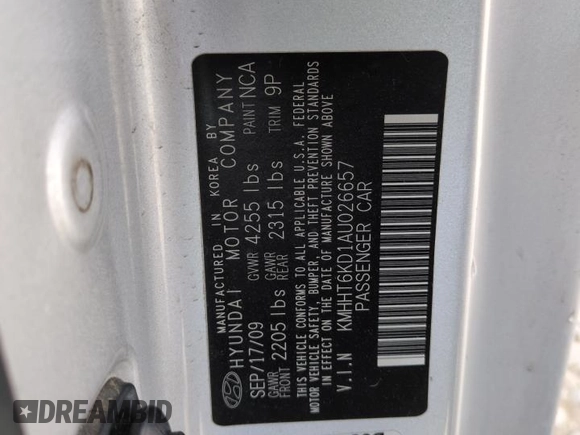 MANUFACTURED IN KOREA BY
HYUNDAI MOTOR COMPANY
SEP/17/09 GVWR 4255 lbs PAINT NCA
GAWR FRONT 2205 lbs GAWR REAR 2315 lbs TRIM 9P
THIS VEHICLE CONFORMS TO ALL APPLICABLE U.S.A. FEDERAL
MOTOR VEHICLE SAFETY, BUMPER, AND THEFT PREVENTION STANDARDS
IN EFFECT ON THE DATE OF MANUFACTURE SHOWN ABOVE
V.I.N KMHHT6KD1AU026657
PASSENGER CAR
DREAMBID